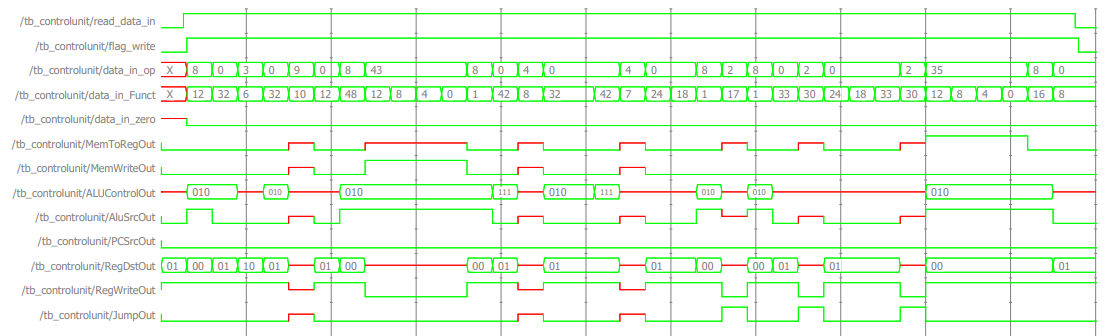 /tb_controlunit/read_data_in
/tb_controlunit/flag_write
/tb_controlunit/data_in_op X 8 0 3 0 9 0 8 43 8 0 4 0 4 0 8 2 8 0 2 0 2 35 8 0
/tb_controlunit/data_in_Funct X 12 32 6 32 10 12 48 12 8 4 0 1 42 8 32 42 7 24 18 1 17 1 33 30 24 18 33 30 12 8 4 0 16 8
/tb_controlunit/data_in_zero
/tb_controlunit/MemToRegOut
/tb_controlunit/MemWriteOut
/tb_controlunit/ALUControlOut 010 010 010 111 010 111 010 010 010
/tb_controlunit/AluSrcOut
/tb_controlunit/PCSrcOut
/tb_controlunit/RegDstOut 01 00 01 10 01 01 00 00 01 01 01 00 00 01 01 00 01
/tb_controlunit/RegWriteOut
/tb_controlunit/JumpOut